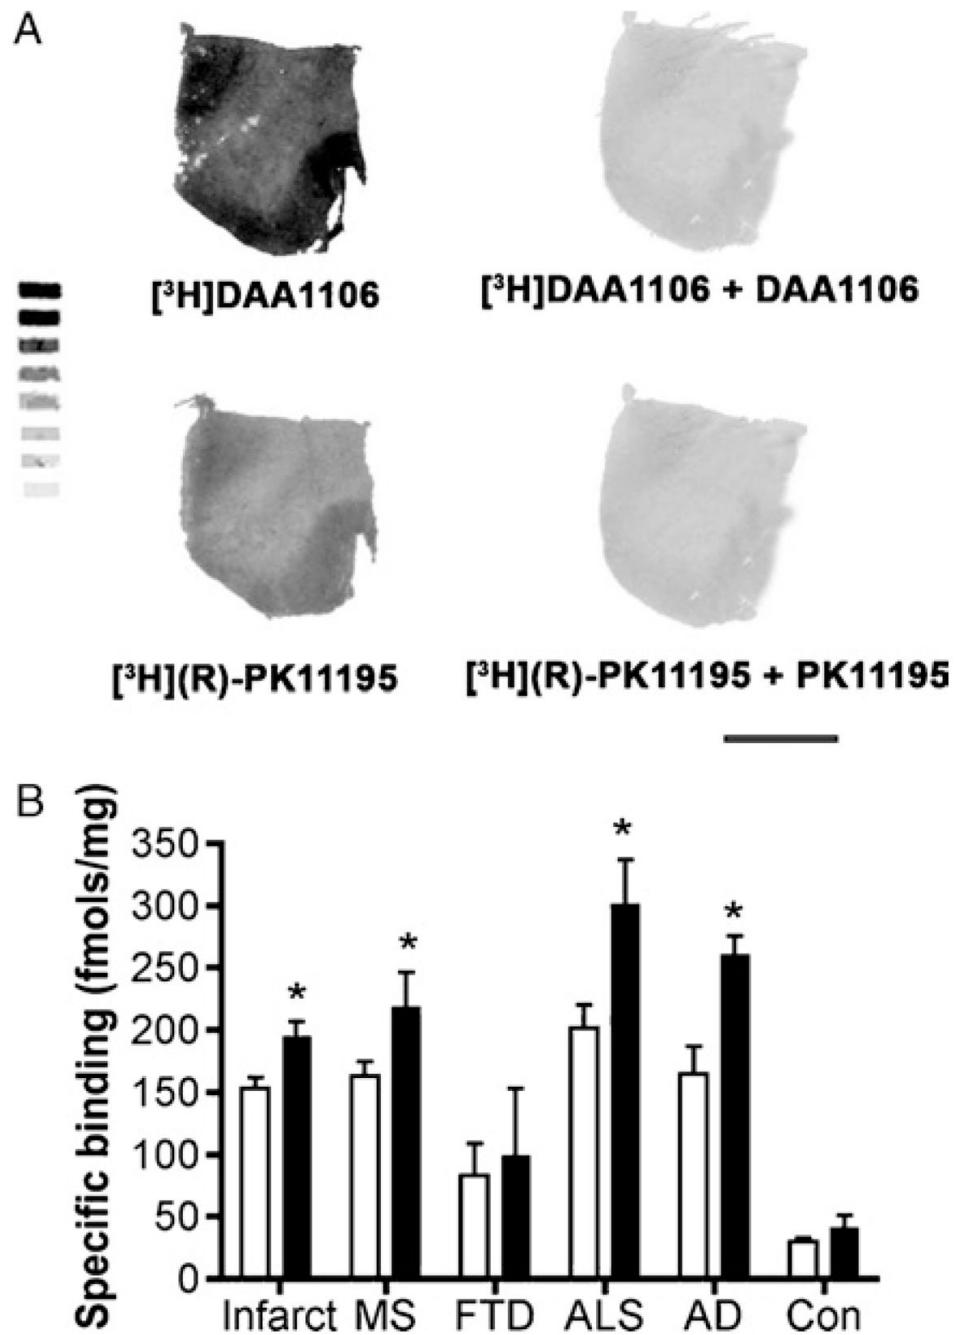 A
[³H]DAA1106 [³H]DAA1106 + DAA1106
[³H](R)-PK11195 [³H](R)-PK11195 + PK11195
B
Specific binding (fmols/mg)
350
300
250
200
150
100
50
0
* * * *
Infarct MS FTD ALS AD Con